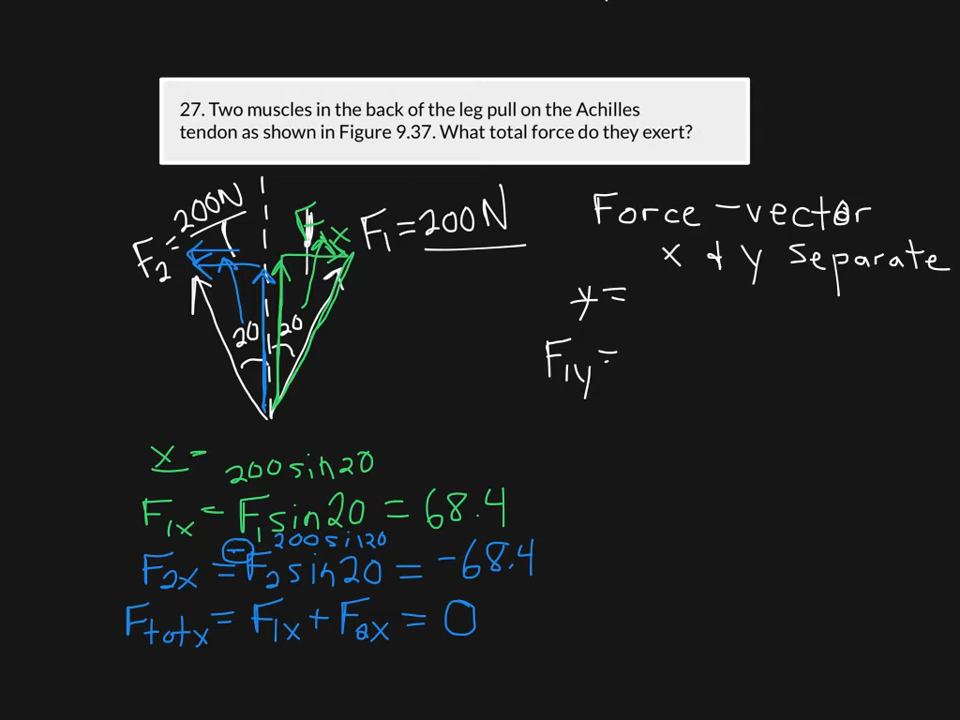 27. Two muscles in the back of the leg pull on the Achilles
tendon as shown in Figure 9.37. What total force do they exert?
F₂ = 200N
F₁ = 200N
20
20
Force - vector
x & y separate
y =
F₁y =
x =
200sin20
F₁x = F₁sin20 = 68.4
200sin20
F₂x = -F₂sin20 = -68.4
Ftotx = F₁x + F₂x = 0